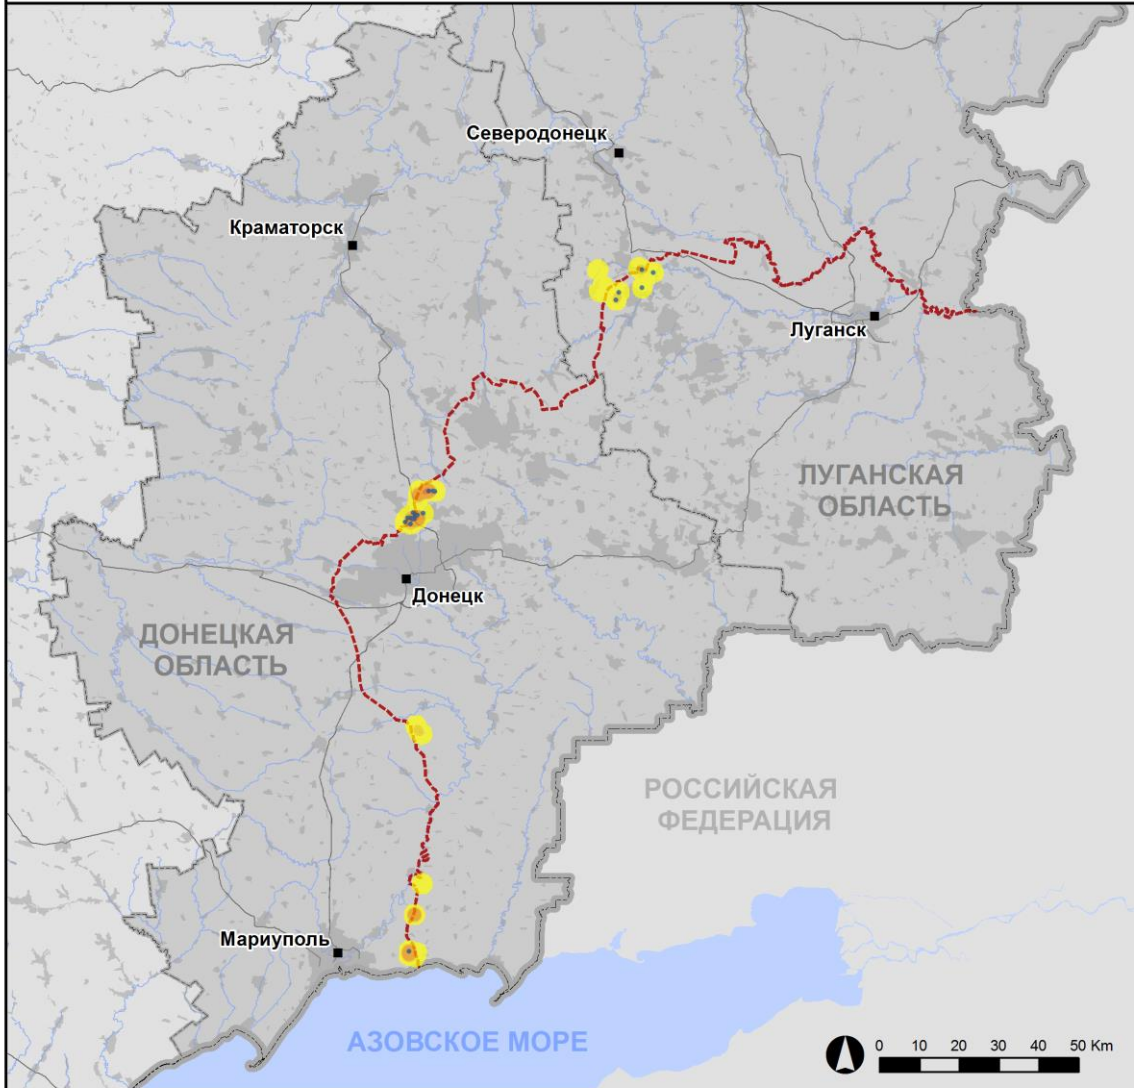 Северодонецк
Краматорск
Луганск
ЛУГАНСКАЯ
ОБЛАСТЬ
Донецк
ДОНЕЦКАЯ
ОБЛАСТЬ
РОССИЙСКАЯ
ФЕДЕРАЦИЯ
Мариуполь
АЗОВСКОЕ МОРЕ
0 10 20 30 40 50 Km